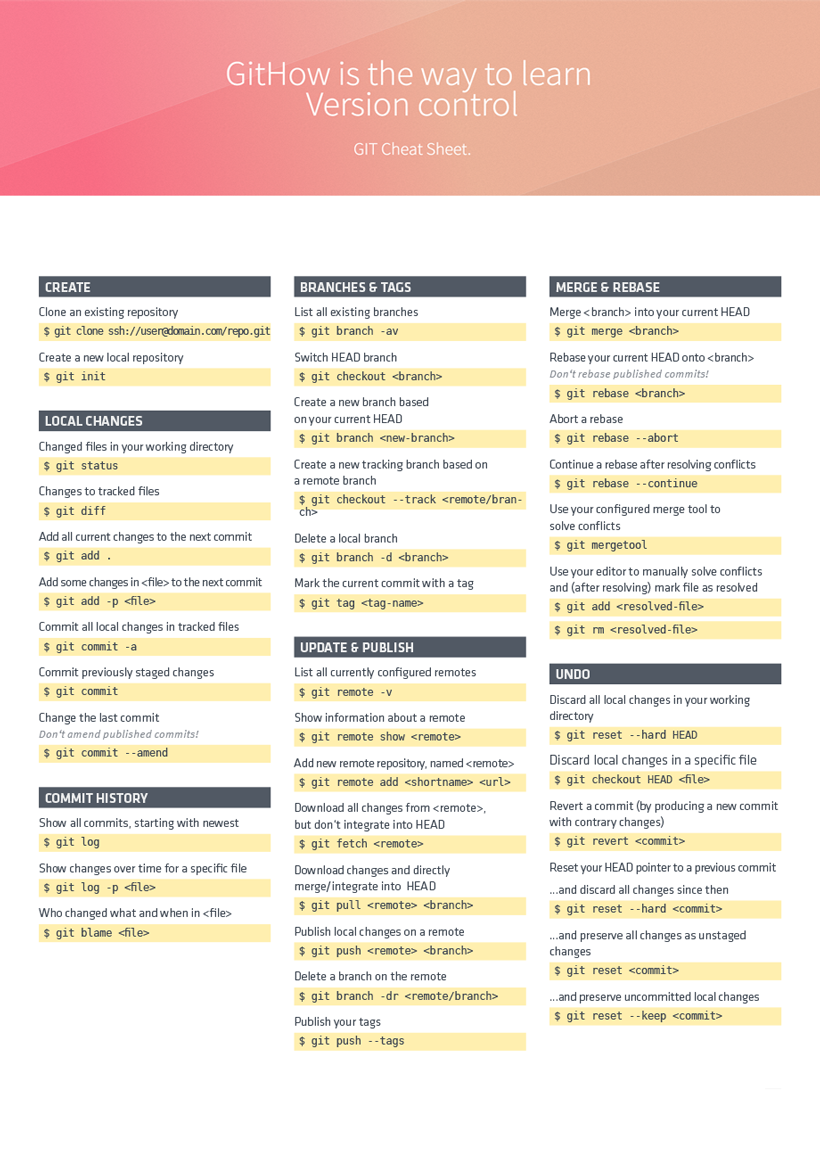 GitHow is the way to learn
Version control
GIT Cheat Sheet.
CREATE
Clone an existing repository
$ git clone ssh://user@domain.com/repo.git
Create a new local repository
$ git init
LOCAL CHANGES
Changed files in your working directory
$ git status
Changes to tracked files
$ git diff
Add all current changes to the next commit
$ git add .
Add some changes in <file> to the next commit
$ git add -p <file>
Commit all local changes in tracked files
$ git commit -a
Commit previously staged changes
$ git commit
Change the last commit
Don't amend published commits!
$ git commit --amend
COMMIT HISTORY
Show all commits, starting with newest
$ git log
Show changes over time for a specific file
$ git log -p <file>
Who changed what and when in <file>
$ git blame <file>
BRANCHES & TAGS
List all existing branches
$ git branch -av
Switch HEAD branch
$ git checkout <branch>
Create a new branch based
on your current HEAD
$ git branch <new-branch>
Create a new tracking branch based on
a remote branch
$ git checkout --track <remote/bran-
ch>
Delete a local branch
$ git branch -d <branch>
Mark the current commit with a tag
$ git tag <tag-name>
UPDATE & PUBLISH
List all currently configured remotes
$ git remote -v
Show information about a remote
$ git remote show <remote>
Add new remote repository, named <remote>
$ git remote add <shortname> <url>
Download all changes from <remote>,
but don't integrate into HEAD
$ git fetch <remote>
Download changes and directly
merge/integrate into HEAD
$ git pull <remote> <branch>
Publish local changes on a remote
$ git push <remote> <branch>
Delete a branch on the remote
$ git branch -dr <remote/branch>
Publish your tags
$ git push --tags
MERGE & REBASE
Merge <branch> into your current HEAD
$ git merge <branch>
Rebase your current HEAD onto <branch>
Don't rebase published commits!
$ git rebase <branch>
Abort a rebase
$ git rebase --abort
Continue a rebase after resolving conflicts
$ git rebase --continue
Use your configured merge tool to
solve conflicts
$ git mergetool
Use your editor to manually solve conflicts
and (after resolving) mark file as resolved
$ git add <resolved-file>
$ git rm <resolved-file>
UNDO
Discard all local changes in your working
directory
$ git reset --hard HEAD
Discard local changes in a specific file
$ git checkout HEAD <file>
Revert a commit (by producing a new commit
with contrary changes)
$ git revert <commit>
Reset your HEAD pointer to a previous commit
...and discard all changes since then
$ git reset --hard <commit>
...and preserve all changes as unstaged
changes
$ git reset <commit>
...and preserve uncommitted local changes
$ git reset --keep <commit>